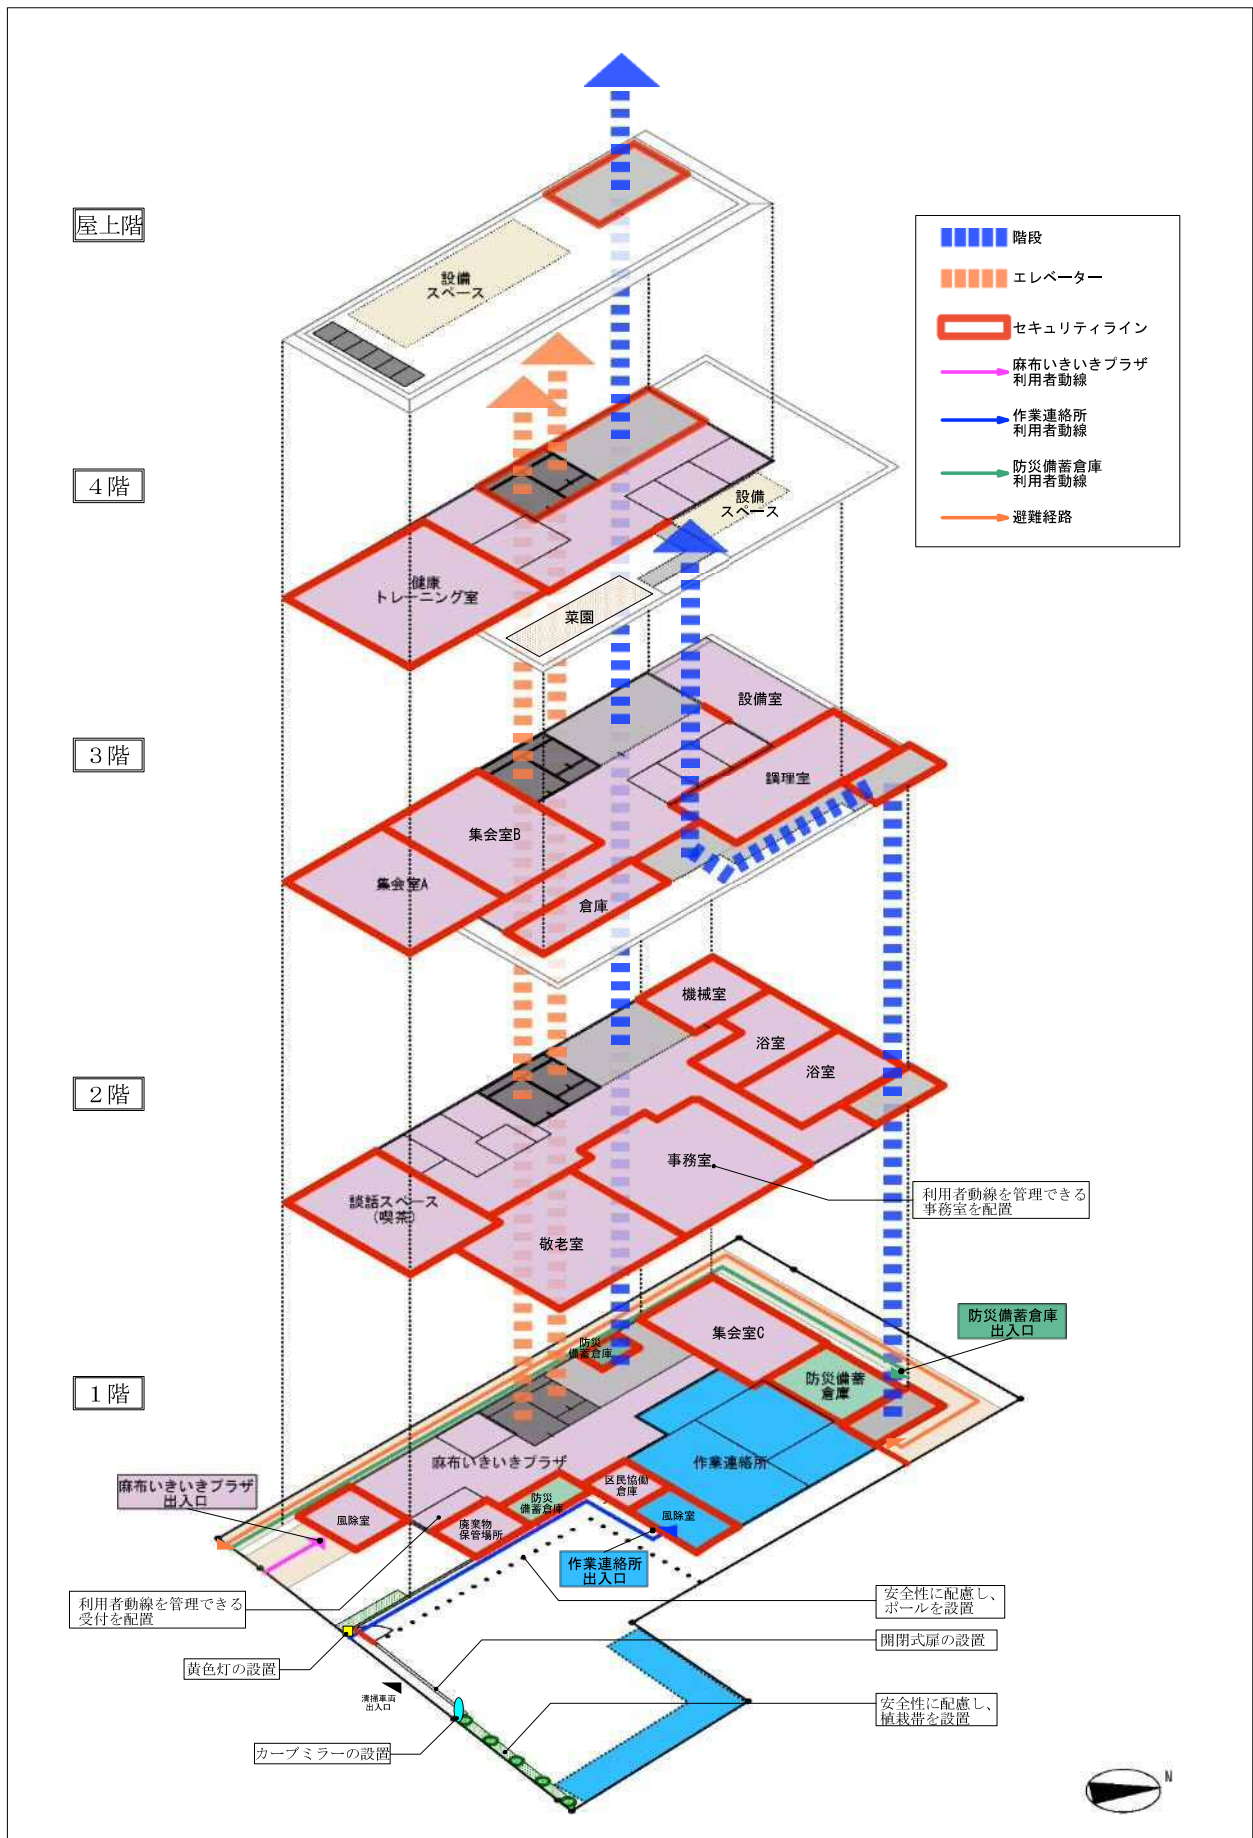 屋上階
設備
スペース
階段
エレベーター
セキュリティライン
麻布いきいきプラザ
利用者動線
作業連絡所
利用者動線
防災備蓄倉庫
利用者動線
避難経路
4階
設備
スペース
健康
トレーニング室
菜園
3階
設備室
調理室
集会室B
集会室A
倉庫
2階
機械室
浴室
浴室
事務室
談話スペース
(喫茶)
敬老室
利用者動線を管理できる
事務室を配置
1階
防災備蓄倉庫
出入口
防災
備蓄倉庫
集会室C
防災備蓄
倉庫
麻布いきいきプラザ
作業連絡所
麻布いきいきプラザ
出入口
区民協働
倉庫
防災
備蓄倉庫
風除室
風除室
廃棄物
保管場所
作業連絡所
出入口
利用者動線を管理できる
受付を配置
安全性に配慮し、
ポールを設置
開閉式扉の設置
黄色灯の設置
清掃車両
出入口
安全性に配慮し、
植栽帯を設置
カーブミラーの設置
N